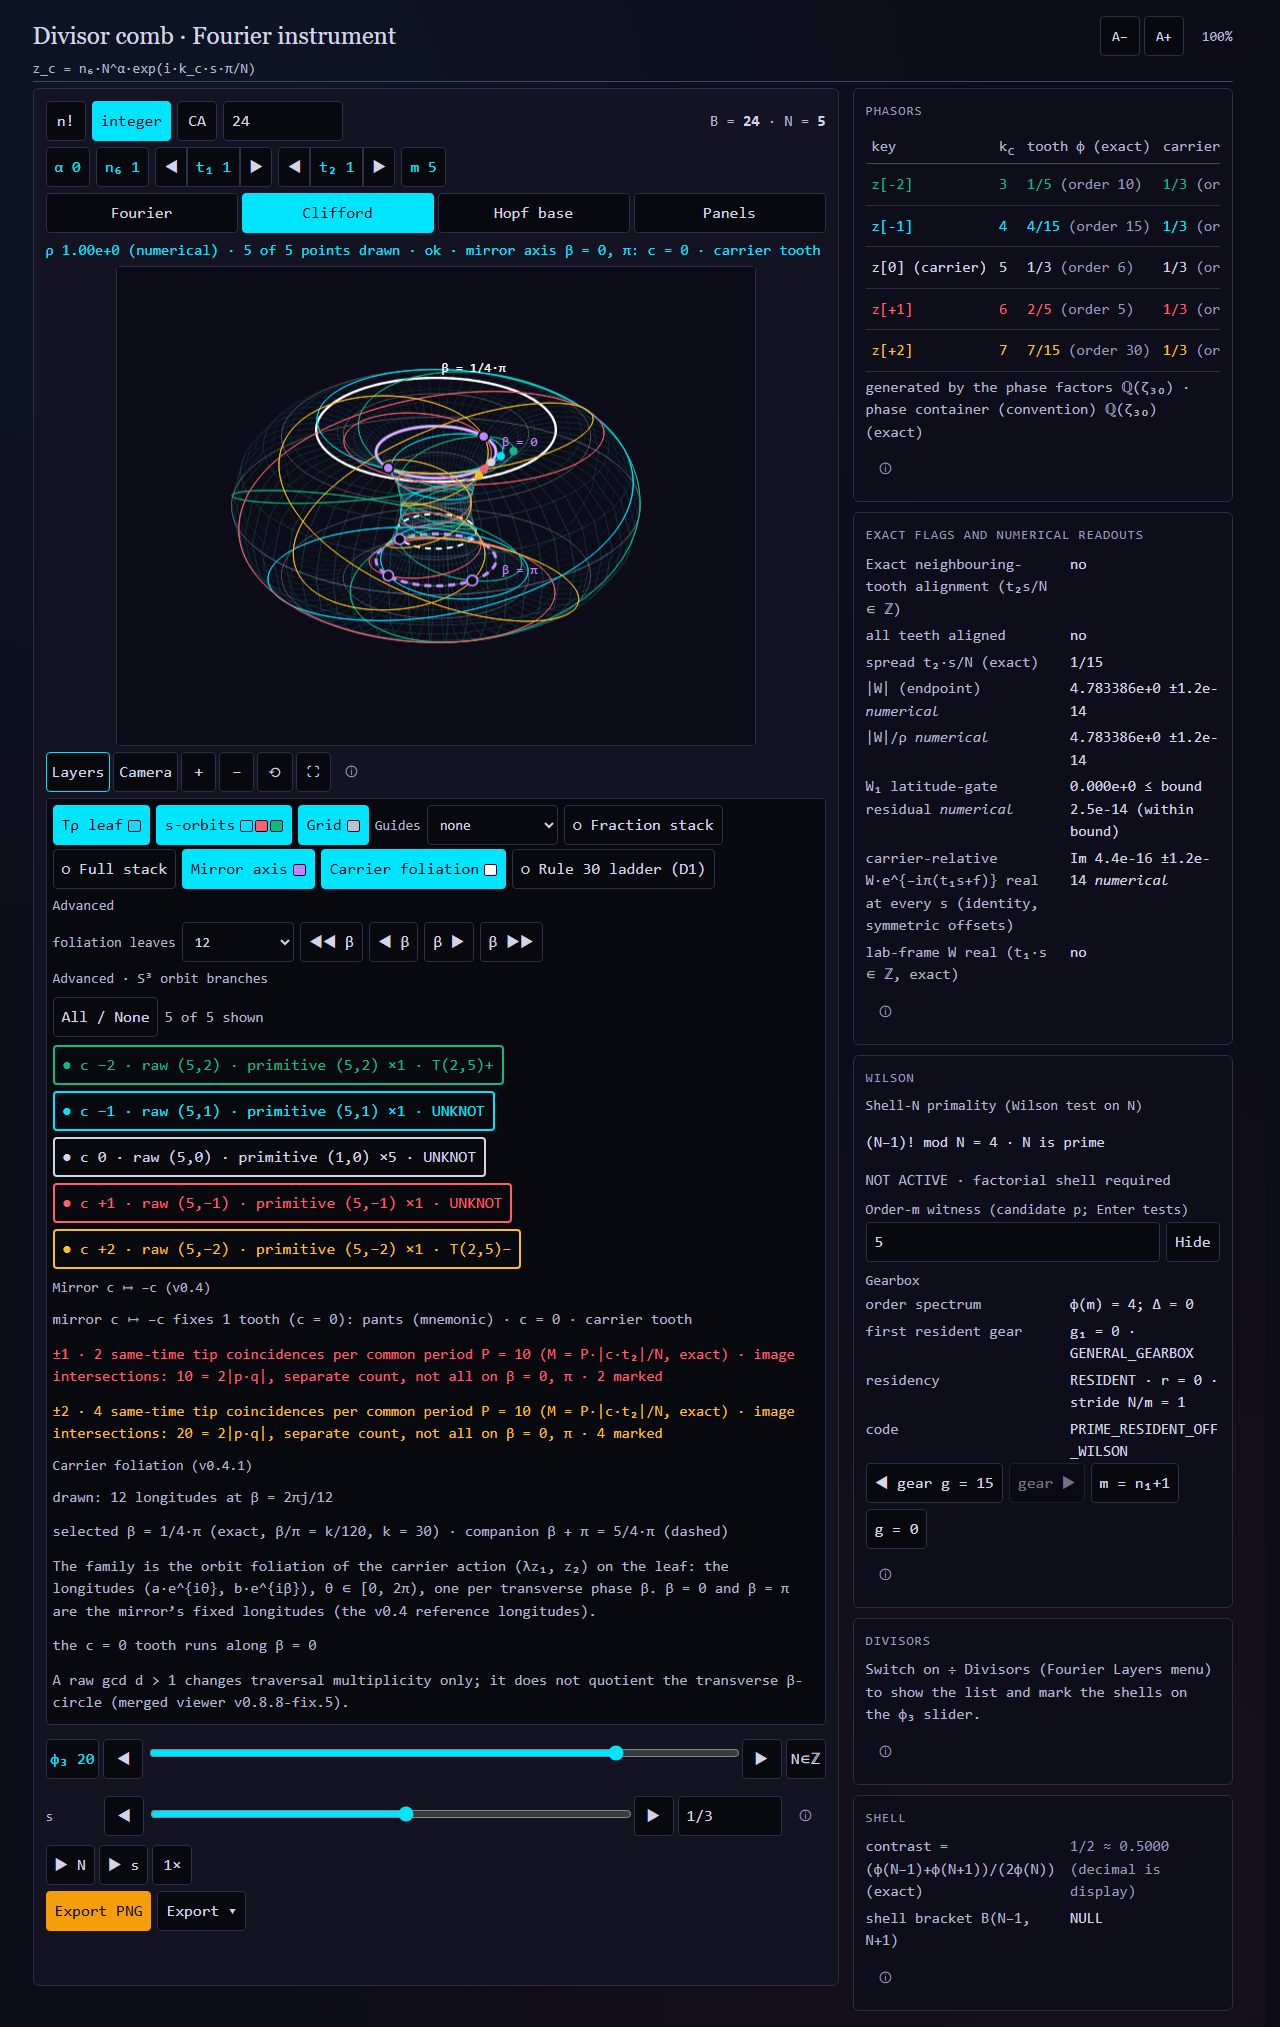 Divisor comb · Fourier instrument
A− A+ 100%
z_c = n₆·N^α·exp(i·k_c·s·π/N)
n! integer CA 24 B = 24 · N = 5
α 0 n₆ 1 ◀ t₁ 1 ▶ ◀ t₂ 1 ▶ m 5
Fourier Clifford Hopf base Panels
ρ 1.00e+0 (numerical) · 5 of 5 points drawn · ok · mirror axis β = 0, π: c = 0 · carrier tooth
β = 1/4·π
β = 0
β = π
Layers Camera + − ⟲ ⛶ ⓘ
Tρ leaf s-orbits Grid Guides none ○ Fraction stack
○ Full stack Mirror axis Carrier foliation ○ Rule 30 ladder (D1)
Advanced
foliation leaves 12 ◀◀ β ◀ β β ▶ β ▶▶
Advanced · S³ orbit branches
All / None 5 of 5 shown
● c −2 · raw (5,2) · primitive (5,2) ×1 · T(2,5)+
● c −1 · raw (5,1) · primitive (5,1) ×1 · UNKNOT
● c 0 · raw (5,0) · primitive (1,0) ×5 · UNKNOT
● c +1 · raw (5,−1) · primitive (5,−1) ×1 · UNKNOT
● c +2 · raw (5,−2) · primitive (5,−2) ×1 · T(2,5)−
Mirror c ↦ −c (v0.4)
mirror c ↦ −c fixes 1 tooth (c = 0): pants (mnemonic) · c = 0 · carrier tooth
±1 · 2 same-time tip coincidences per common period P = 10 (M = P·|c·t₂|/N, exact) · image
intersections: 10 = 2|p·q|, separate count, not all on β = 0, π · 2 marked
±2 · 4 same-time tip coincidences per common period P = 10 (M = P·|c·t₂|/N, exact) · image
intersections: 20 = 2|p·q|, separate count, not all on β = 0, π · 4 marked
Carrier foliation (v0.4.1)
drawn: 12 longitudes at β = 2πj/12
selected β = 1/4·π (exact, β/π = k/120, k = 30) · companion β + π = 5/4·π (dashed)
The family is the orbit foliation of the carrier action (λz₁, z₂) on the leaf: the
longitudes (a·e^{iθ}, b·e^{iβ}), θ ∈ [0, 2π), one per transverse phase β. β = 0 and β = π
are the mirror’s fixed longitudes (the v0.4 reference longitudes).
the c = 0 tooth runs along β = 0
A raw gcd d > 1 changes traversal multiplicity only; it does not quotient the transverse β-
circle (merged viewer v0.8.8-fix.5).
ϕ₃ 20 ◀ ▶ N∈ℤ
s ◀ ▶ 1/3 ⓘ
▶ N ▶ s 1×
Export PNG Export ▾
PHASORS
key k_c tooth ϕ (exact) carrier
z[-2] 3 1/5 (order 10) 1/3 (or
z[-1] 4 4/15 (order 15) 1/3 (or
z[0] (carrier) 5 1/3 (order 6) 1/3 (or
z[+1] 6 2/5 (order 5) 1/3 (or
z[+2] 7 7/15 (order 30) 1/3 (or
generated by the phase factors ℚ(ζ₃₀) ·
phase container (convention) ℚ(ζ₃₀)
(exact)
ⓘ
EXACT FLAGS AND NUMERICAL READOUTS
Exact neighbouring- no
tooth alignment (t₂s/N
∈ ℤ)
all teeth aligned no
spread t₂·s/N (exact) 1/15
|W| (endpoint) 4.783386e+0 ±1.2e-
numerical 14
|W|/ρ numerical 4.783386e+0 ±1.2e-
14
W₁ latitude-gate 0.000e+0 ≤ bound
residual numerical 2.5e-14 (within
bound)
carrier-relative Im 4.4e-16 ±1.2e-
W·e^{−iπ(t₁s+f)} real 14 numerical
at every s (identity,
symmetric offsets)
lab-frame W real (t₁·s no
∈ ℤ, exact)
ⓘ
WILSON
Shell-N primality (Wilson test on N)
(N−1)! mod N = 4 · N is prime
NOT ACTIVE · factorial shell required
Order-m witness (candidate p; Enter tests)
5 Hide
Gearbox
order spectrum ϕ(m) = 4; Δ = 0
first resident gear g₁ = 0 ·
GENERAL_GEARBOX
residency RESIDENT · r = 0 ·
stride N/m = 1
code PRIME_RESIDENT_OFF
_WILSON
◀ gear g = 15 gear ▶ m = n₁+1
g = 0
ⓘ
DIVISORS
Switch on ÷ Divisors (Fourier Layers menu)
to show the list and mark the shells on
the ϕ₃ slider.
ⓘ
SHELL
contrast = 1/2 ≈ 0.5000
(ϕ(N−1)+ϕ(N+1))/(2ϕ(N)) (decimal is
(exact) display)
shell bracket B(N−1, NULL
N+1)
ⓘ